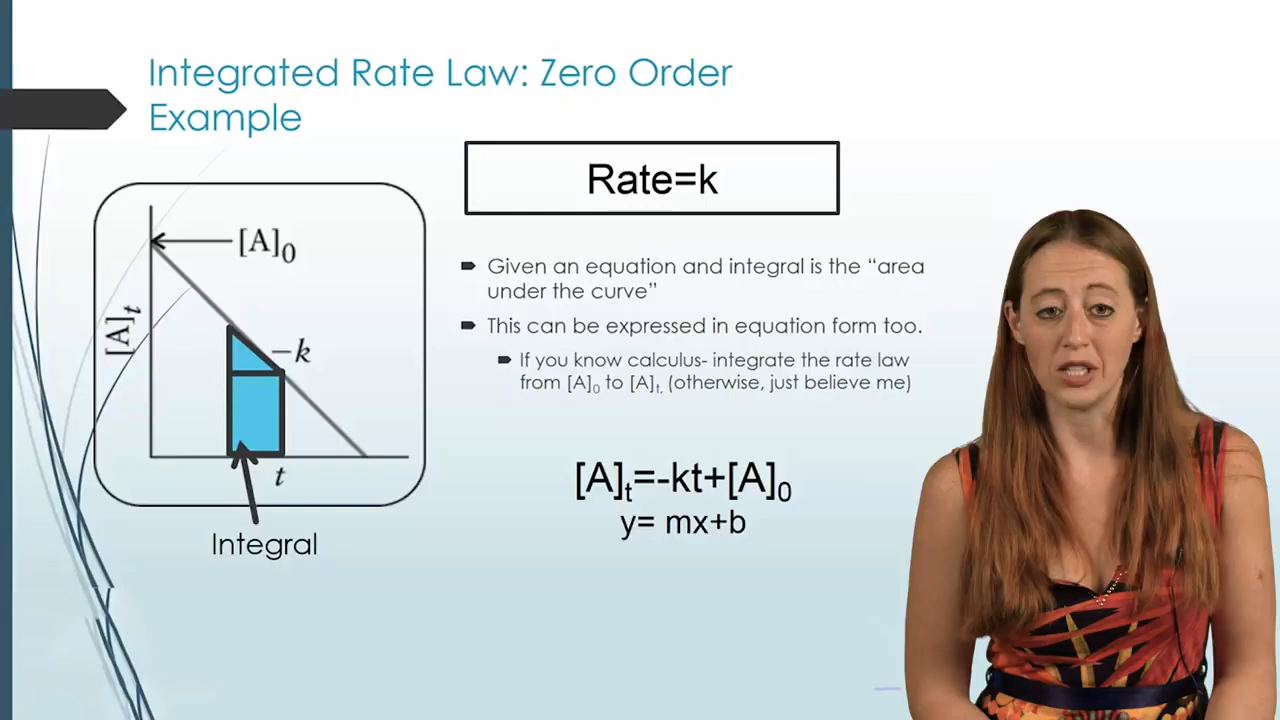 Integrated Rate Law: Zero Order
Example
Rate=k
[A]₀
[A]ₜ
−k
t
Integral
Given an equation and integral is the “area
under the curve”
This can be expressed in equation form too.
If you know calculus- integrate the rate law
from [A]₀ to [A]ₜ, (otherwise, just believe me)
[A]ₜ=-kt+[A]₀
y= mx+b